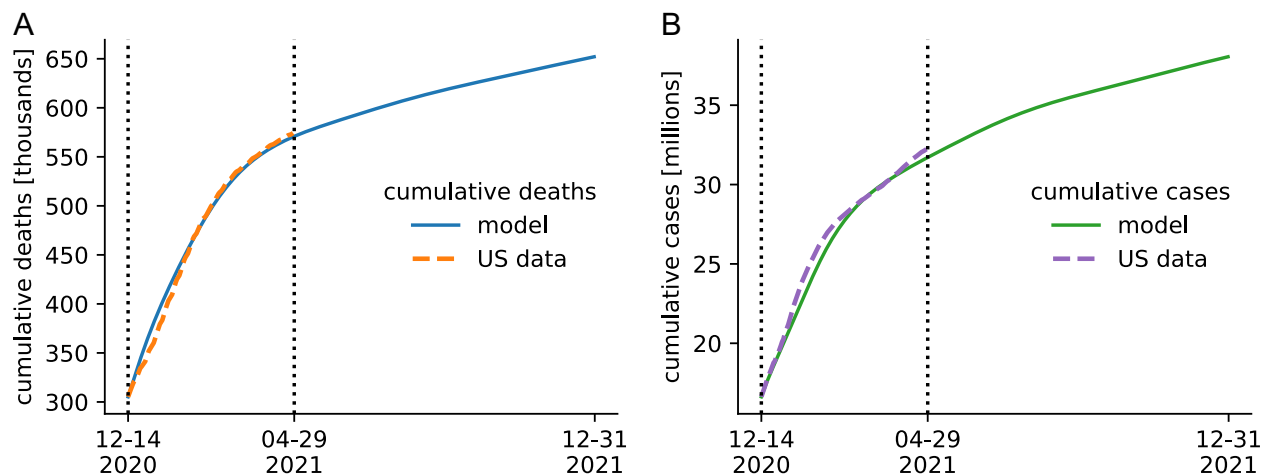 A
cumulative deaths [thousands]
650
600
550
500
450
400
350
300
12-14
2020
04-29
2021
12-31
2021
cumulative deaths
model
US data
B
cumulative cases [millions]
35
30
25
20
12-14
2020
04-29
2021
12-31
2021
cumulative cases
model
US data